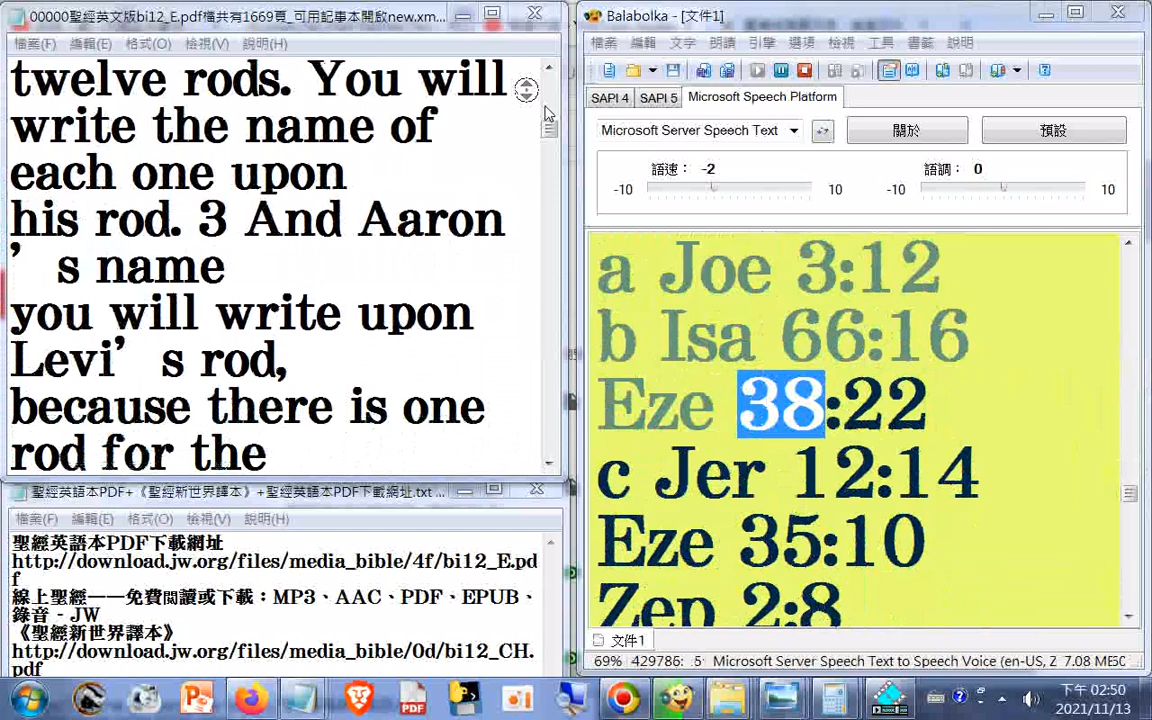 00000聖經英文版bi12_E.pdf檔共有1669頁_可用記事本開啟new.xm...
檔案(F) 編輯(E) 格式(O) 檢視(V) 說明(H)
twelve rods. You will
write the name of
each one upon
his rod. 3 And Aaron
’ s name
you will write upon
Levi’ s rod,
because there is one
rod for the
聖經英語本PDF+《聖經新世界譯本》+聖經英語本PDF下載網址.txt ...
檔案(F) 編輯(E) 格式(O) 檢視(V) 說明(H)
聖經英語本PDF下載網址
http://download.jw.org/files/media_bible/4f/bi12_E.pd
f
線上聖經——免費閱讀或下載：MP3、AAC、PDF、EPUB、
錄音 - JW
《聖經新世界譯本》
http://download.jw.org/files/media_bible/0d/bi12_CH.
pdf
Balabolka - [文件1]
檔案 編輯 文字 朗讀 引擎 選項 檢視 工具 書籤 說明
SAPI 4 SAPI 5 Microsoft Speech Platform
Microsoft Server Speech Text 關於 預設
語速： -2 語調： 0
-10 10 -10 10
a Joe 3:12
b Isa 66:16
Eze 38:22
c Jer 12:14
Eze 35:10
Zep 2:8
文件1
69% 429786: 5 Microsoft Server Speech Text to Speech Voice (en-US, Z 7.08 ME
下午 02:50
2021/11/13